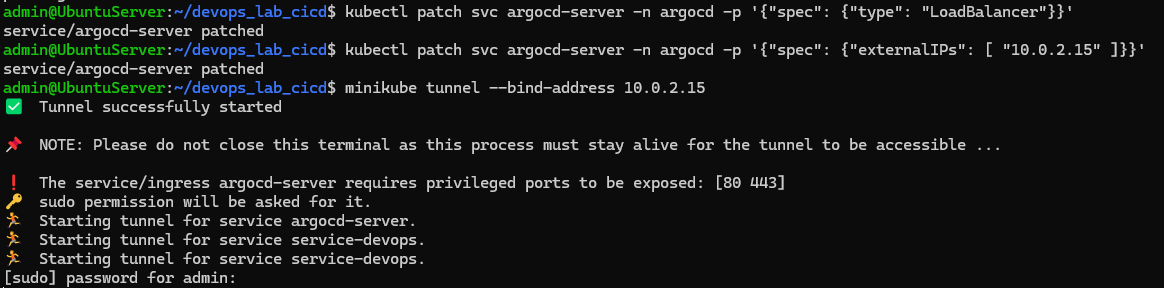 admin@UbuntuServer:~/devops_lab_cicd$ kubectl patch svc argocd-server -n argocd -p '{"spec": {"type": "LoadBalancer"}}'
service/argocd-server patched
admin@UbuntuServer:~/devops_lab_cicd$ kubectl patch svc argocd-server -n argocd -p '{"spec": {"externalIPs": [ "10.0.2.15" ]}}'
service/argocd-server patched
admin@UbuntuServer:~/devops_lab_cicd$ minikube tunnel --bind-address 10.0.2.15
✅  Tunnel successfully started
📌  NOTE: Please do not close this terminal as this process must stay alive for the tunnel to be accessible ...
❗  The service/ingress argocd-server requires privileged ports to be exposed: [80 443]
🔑  sudo permission will be asked for it.
🏃  Starting tunnel for service argocd-server.
🏃  Starting tunnel for service service-devops.
🏃  Starting tunnel for service service-devops.
[sudo] password for admin: